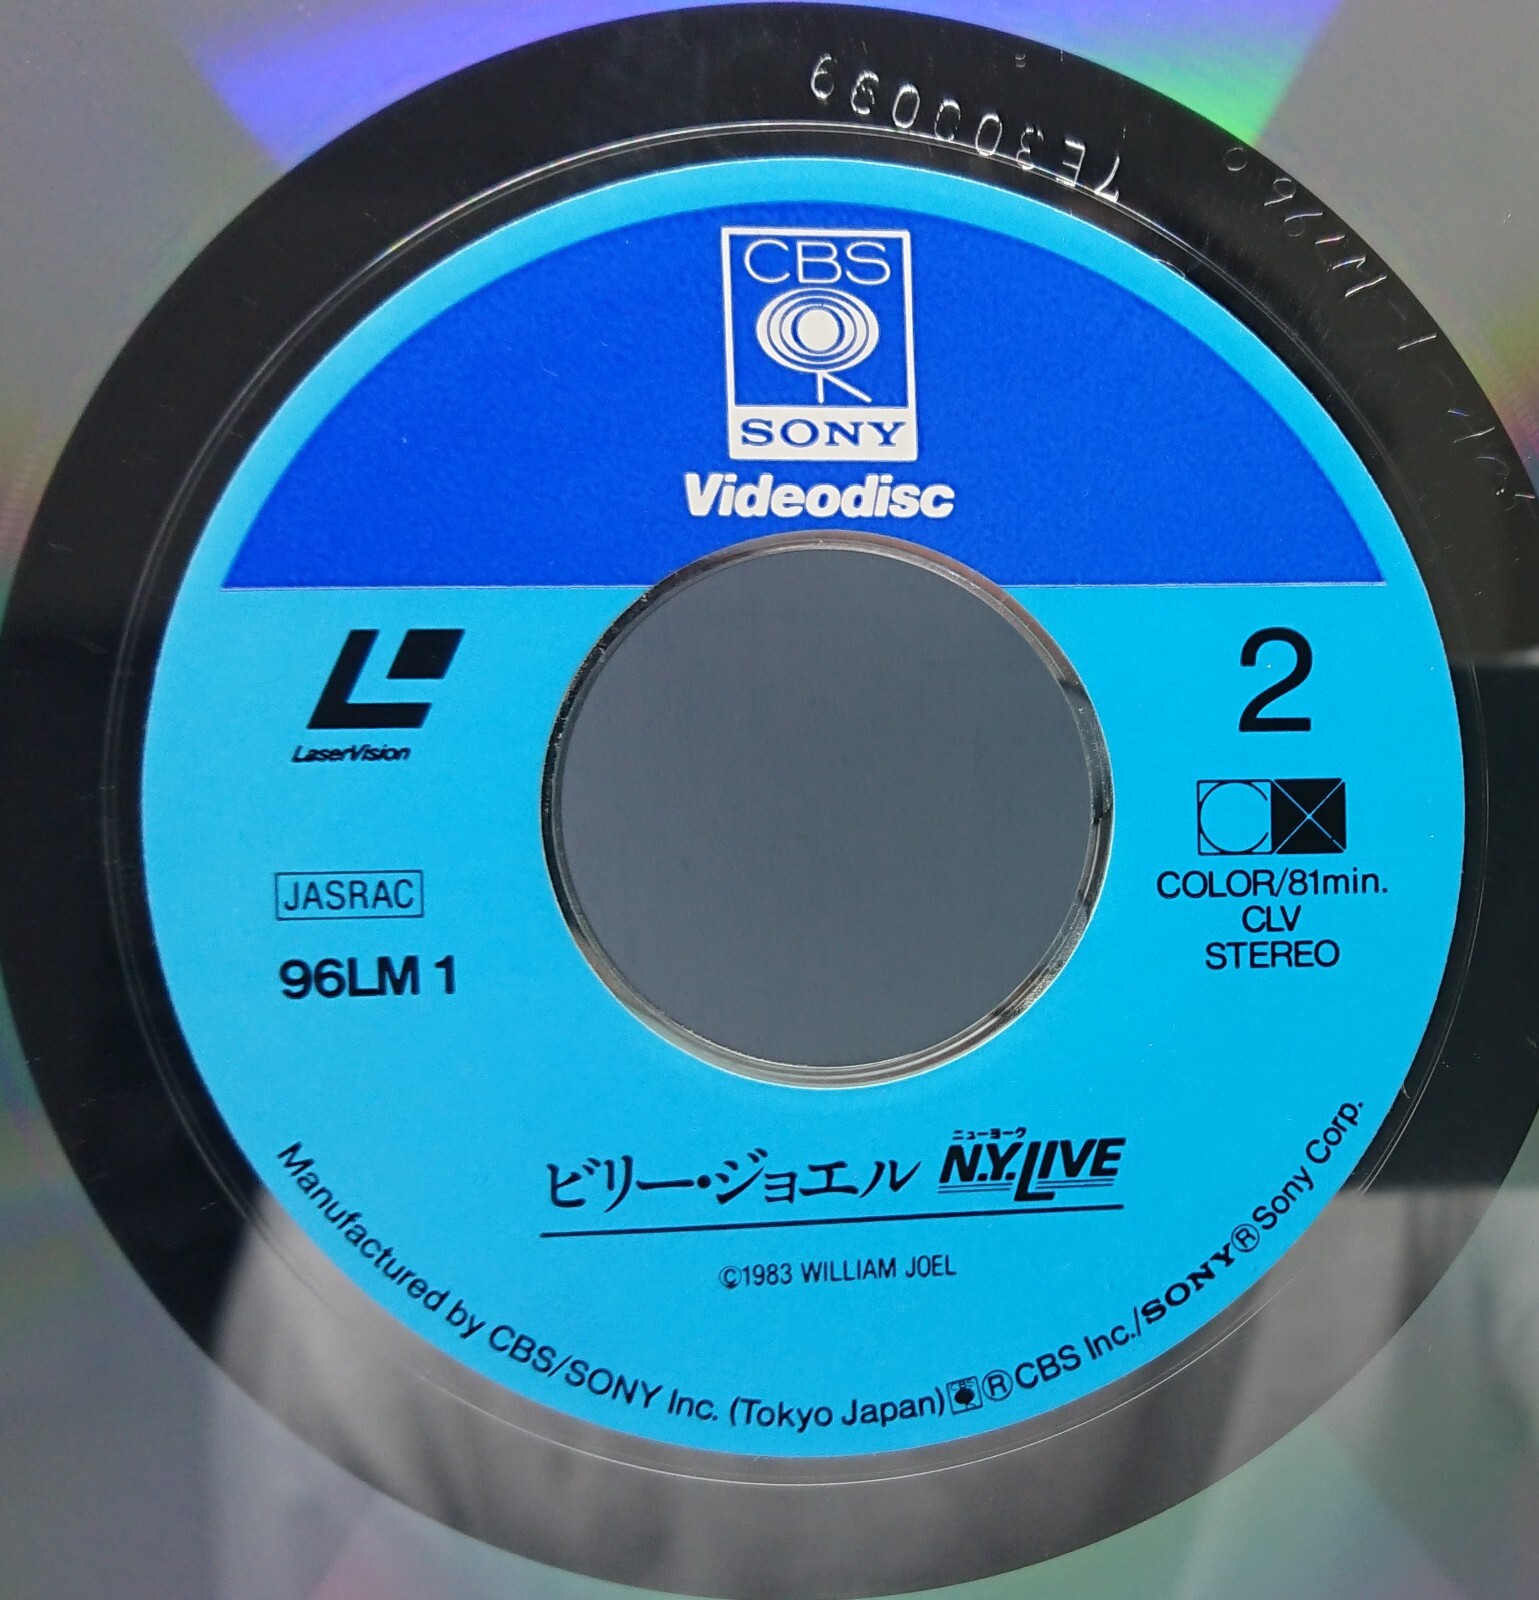 CBS
SONY
Videodisc
LaserVision
2
CX
JASRAC
COLOR/81min.
CLV
STEREO
96LM 1
ニューヨーク
ビリー・ジョエル N.Y.LIVE
©1983 WILLIAM JOEL
Manufactured by CBS/SONY Inc. (Tokyo Japan) ®CBS Inc./SONY®Sony Corp.